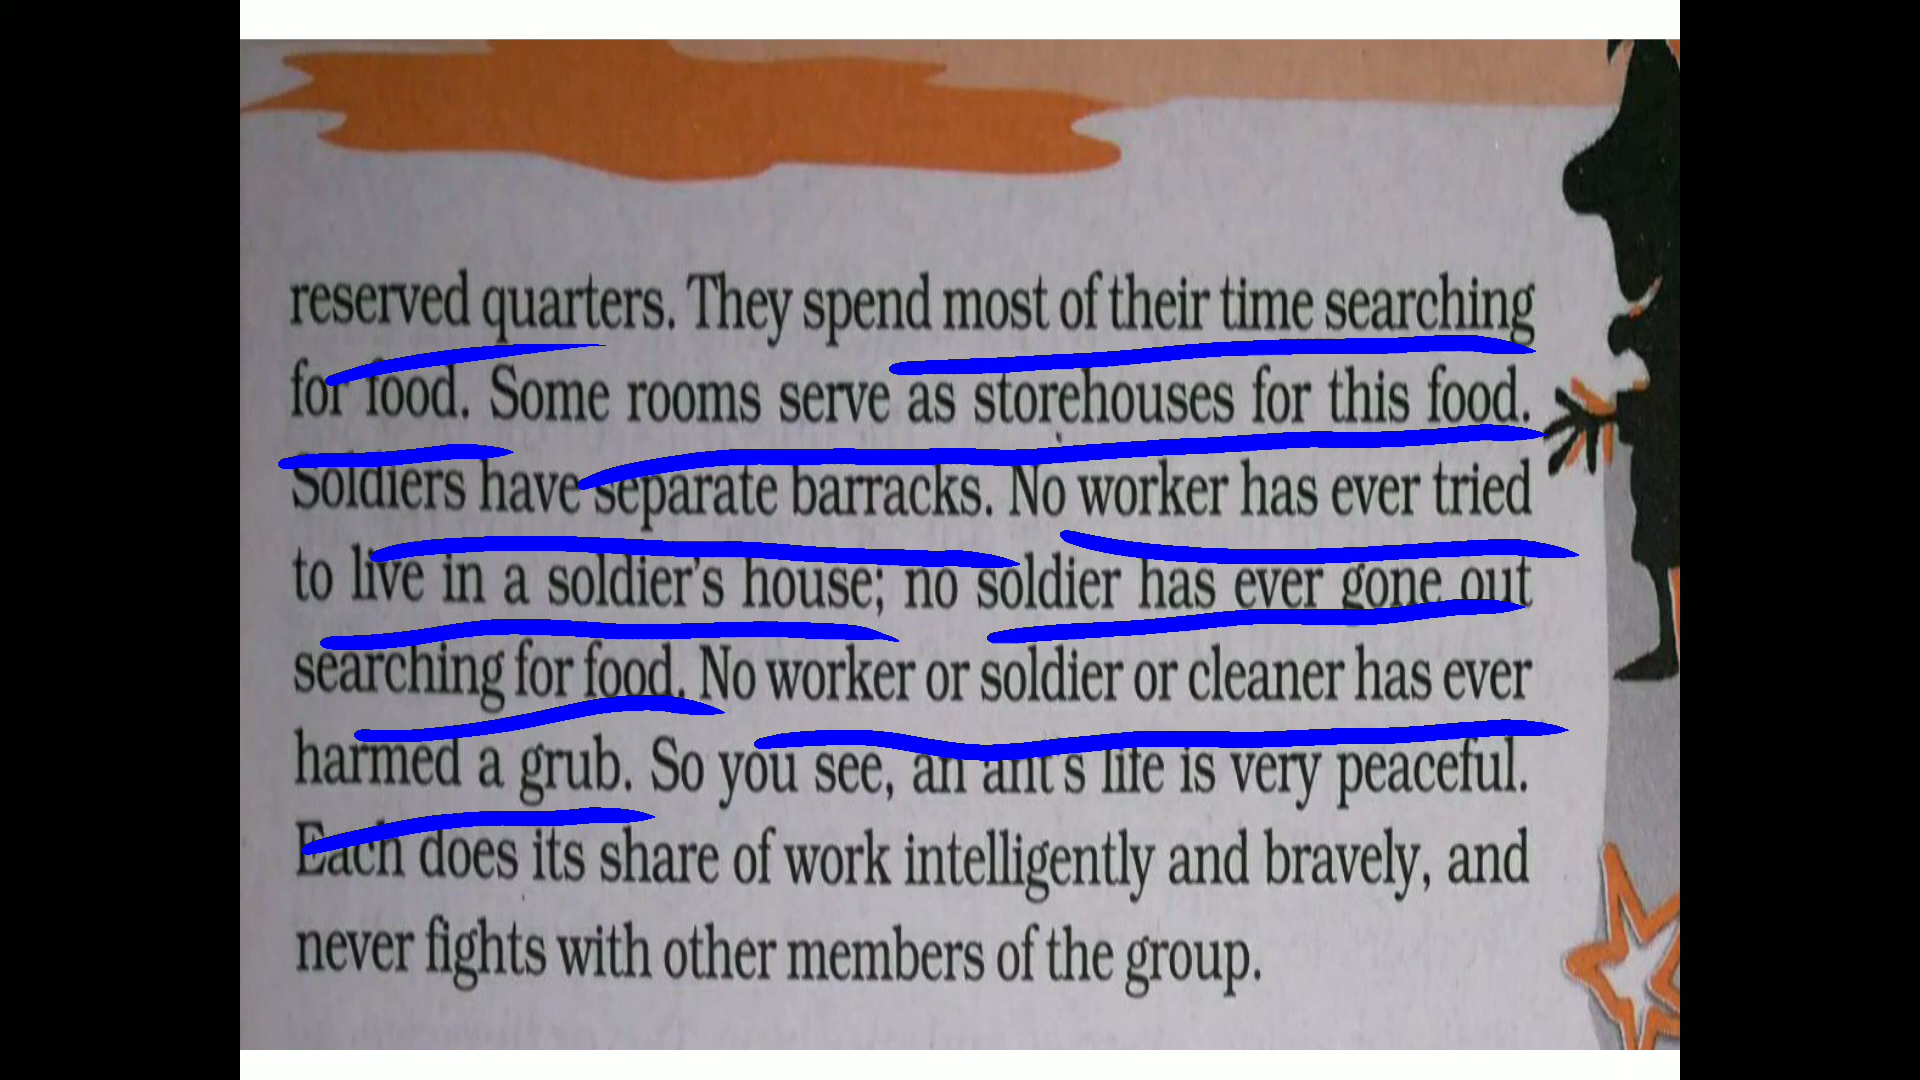 reserved quarters. They spend most of their time searching
for food. Some rooms serve as storehouses for this food.
Soldiers have separate barracks. No worker has ever tried
to live in a soldier's house; no soldier has ever gone out
searching for food. No worker or soldier or cleaner has ever
harmed a grub. So you see, an ant's life is very peaceful.
Each does its share of work intelligently and bravely, and
never fights with other members of the group.